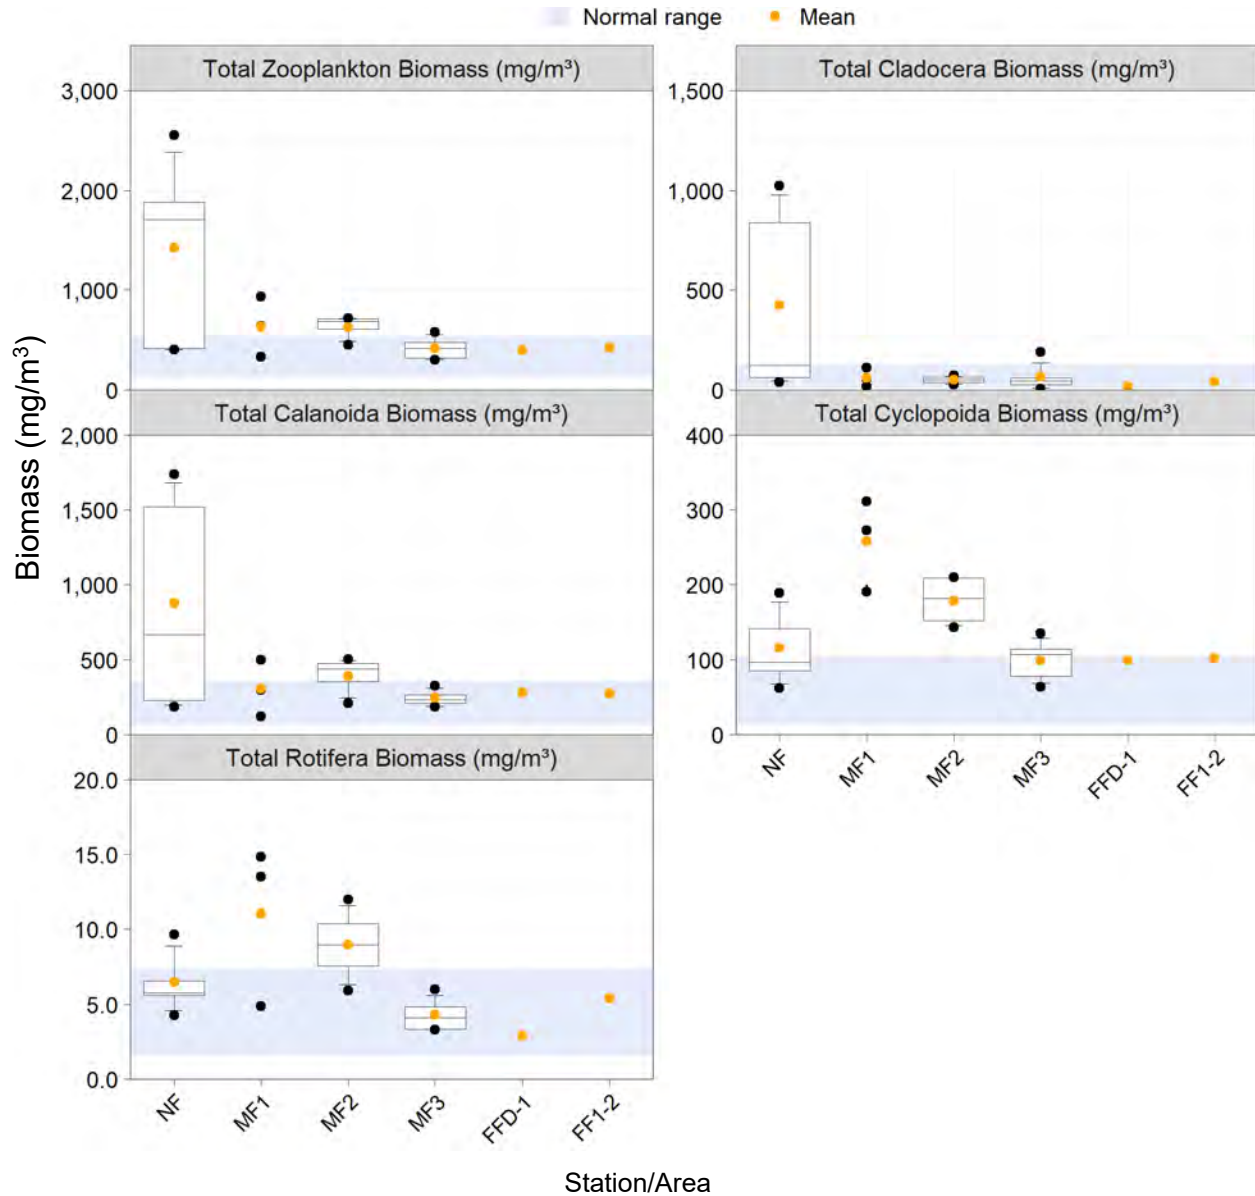 Normal range Mean
Total Zooplankton Biomass (mg/m³)
3,000
2,000
1,000
0
Total Cladocera Biomass (mg/m³)
1,500
1,000
500
0
Total Calanoida Biomass (mg/m³)
2,000
1,500
1,000
500
0
Total Cyclopoida Biomass (mg/m³)
400
300
200
100
0
NF MF1 MF2 MF3 FFD-1 FF1-2
Total Rotifera Biomass (mg/m³)
20.0
15.0
10.0
5.0
0.0
NF MF1 MF2 MF3 FFD-1 FF1-2
Biomass (mg/m³)
Station/Area